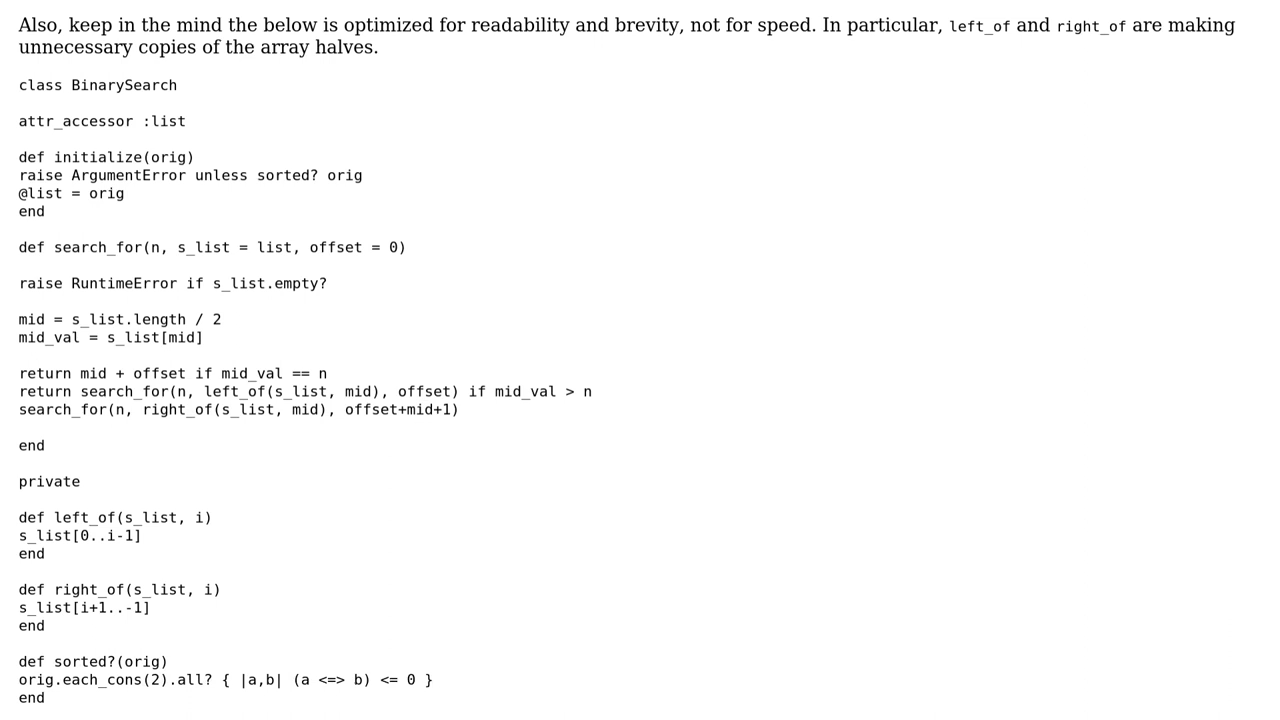 Also, keep in the mind the below is optimized for readability and brevity, not for speed. In particular, left_of and right_of are making
unnecessary copies of the array halves.
class BinarySearch
attr_accessor :list
def initialize(orig)
raise ArgumentError unless sorted? orig
@list = orig
end
def search_for(n, s_list = list, offset = 0)
raise RuntimeError if s_list.empty?
mid = s_list.length / 2
mid_val = s_list[mid]
return mid + offset if mid_val == n
return search_for(n, left_of(s_list, mid), offset) if mid_val > n
search_for(n, right_of(s_list, mid), offset+mid+1)
end
private
def left_of(s_list, i)
s_list[0..i-1]
end
def right_of(s_list, i)
s_list[i+1..-1]
end
def sorted?(orig)
orig.each_cons(2).all? { |a,b| (a <=> b) <= 0 }
end